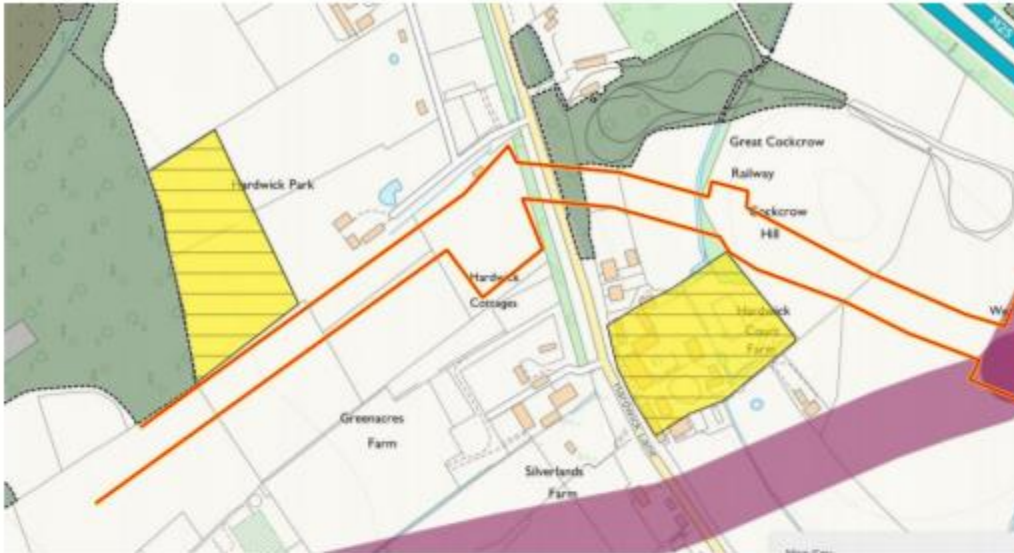 M25
Great Cockcrow
Railway
Hardwick Park
Cockcrow
Hill
Hardwick
Cottages
Hardwick
Court
Farm
Hardwick Lane
Greenacres
Farm
Silverlands
Farm